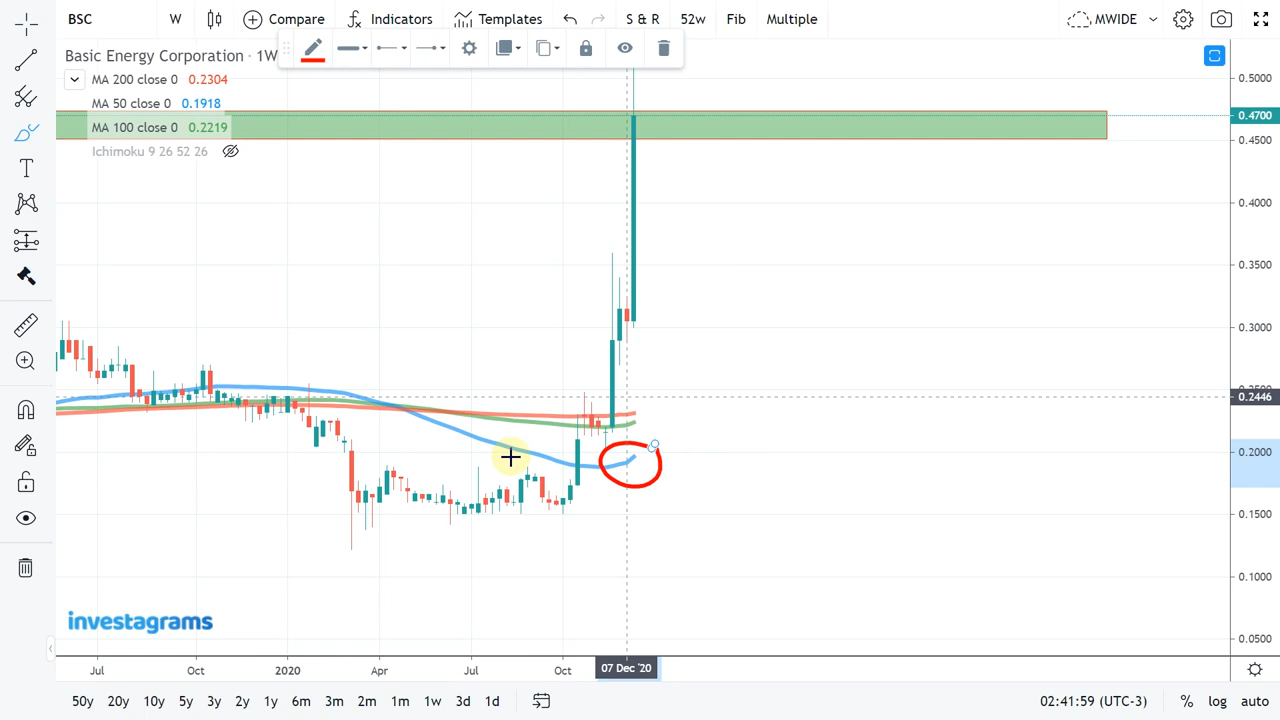 BSC W Compare Indicators Templates S & R 52w Fib Multiple MWIDE
Basic Energy Corporation · 1W
MA 200 close 0 0.2304
MA 50 close 0 0.1918
MA 100 close 0 0.2219
Ichimoku 9 26 52 26
0.5000
0.4700
0.4500
0.4000
0.3500
0.3000
0.2446
0.2000
0.1500
0.1000
0.0500
investagrams
Jul Oct 2020 Apr Jul Oct 07 Dec '20
50y 20y 10y 5y 3y 2y 1y 6m 3m 2m 1m 1w 3d 1d 02:41:59 (UTC-3) % log auto